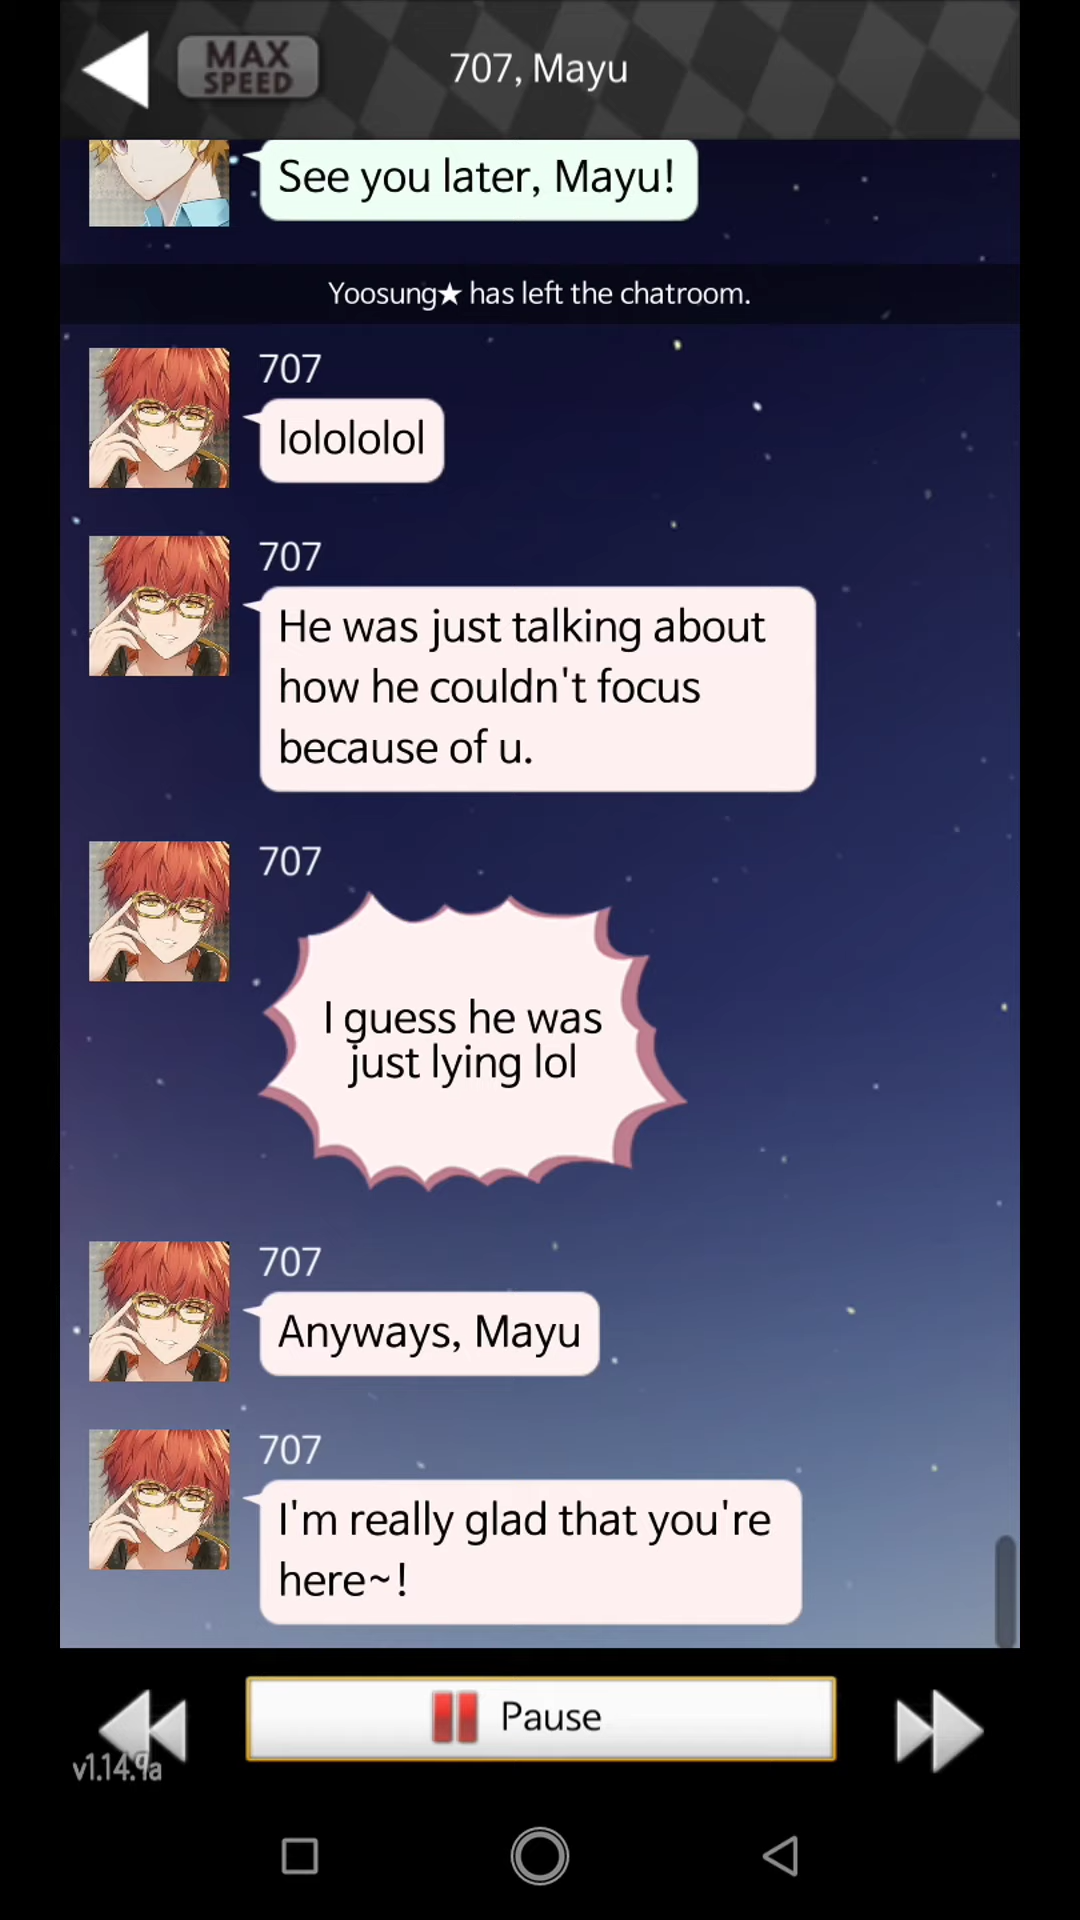 MAX
SPEED
707, Mayu
See you later, Mayu!
Yoosung★ has left the chatroom.
707
lolololol
707
He was just talking about
how he couldn't focus
because of u.
707
I guess he was
just lying lol
707
Anyways, Mayu
707
I'm really glad that you're
here~!
Pause
v1.14.9a